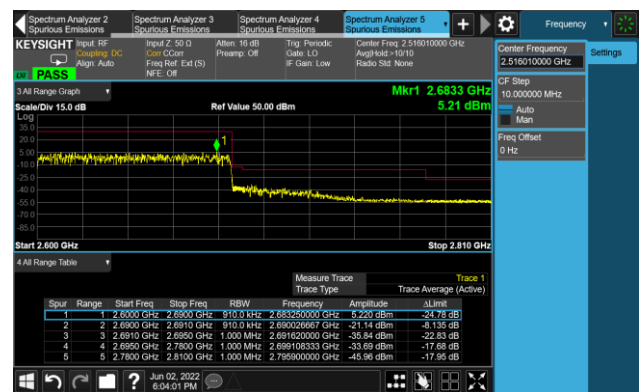 Spectrum Analyzer 2
Spurious Emissions
Spectrum Analyzer 3
Spurious Emissions
Spectrum Analyzer 4
Spurious Emissions
Spectrum Analyzer 5
Spurious Emissions
Frequency
KEYSIGHT
Input: RF
Coupling: DC
Align: Auto
Input Z: 50 Ω
Corr CCorr
Freq Ref: Ext (S)
NFE: Off
Atten: 16 dB
Preamp: Off
Trig: Periodic
Gate: LO
IF Gain: Low
Center Freq: 2.516010000 GHz
Avg|Hold:>10/10
Radio Std: None
PASS
Center Frequency
2.516010000 GHz
Settings
CF Step
10.000000 MHz
Auto
Man
Freq Offset
0 Hz
3 All Range Graph
Mkr1 2.6833 GHz
Scale/Div 15.0 dB
Ref Value 50.00 dBm
5.21 dBm
Log
35.0
20.0
5.00
-10.0
-25.0
-40.0
-55.0
-70.0
-85.0
1
Start 2.600 GHz
Stop 2.810 GHz
4 All Range Table
Measure Trace
Trace 1
Trace Type
Trace Average (Active)
Spur Range Start Freq Stop Freq RBW Frequency Amplitude ΔLimit
1 1 2.6000 GHz 2.6900 GHz 910.0 kHz 2.683250000 GHz 5.220 dBm -24.78 dB
2 2 2.6900 GHz 2.6910 GHz 910.0 kHz 2.690026667 GHz -21.14 dBm -8.135 dB
3 3 2.6910 GHz 2.6950 GHz 1.000 MHz 2.691620000 GHz -35.84 dBm -22.83 dB
4 4 2.6950 GHz 2.7800 GHz 1.000 MHz 2.699108333 GHz -33.69 dBm -17.68 dB
5 5 2.7800 GHz 2.8100 GHz 1.000 MHz 2.795900000 GHz -45.96 dBm -17.95 dB
?
Jun 02, 2022
6:04:01 PM